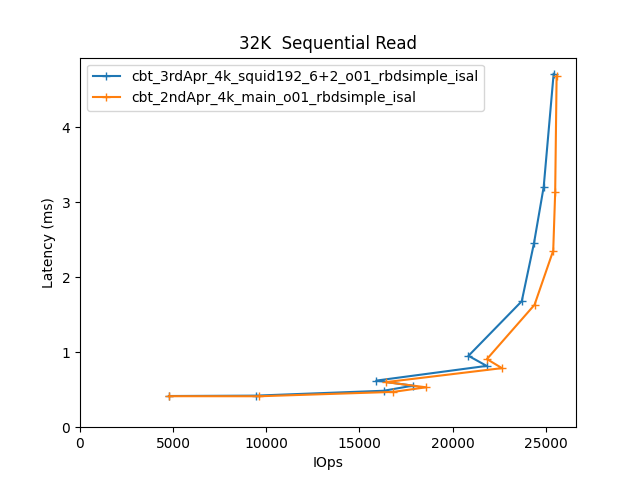 32K  Sequential Read
cbt_3rdApr_4k_squid192_6+2_o01_rbdsimple_isal
cbt_2ndApr_4k_main_o01_rbdsimple_isal
Latency (ms)
4
3
2
1
0
0 5000 10000 15000 20000 25000
IOps